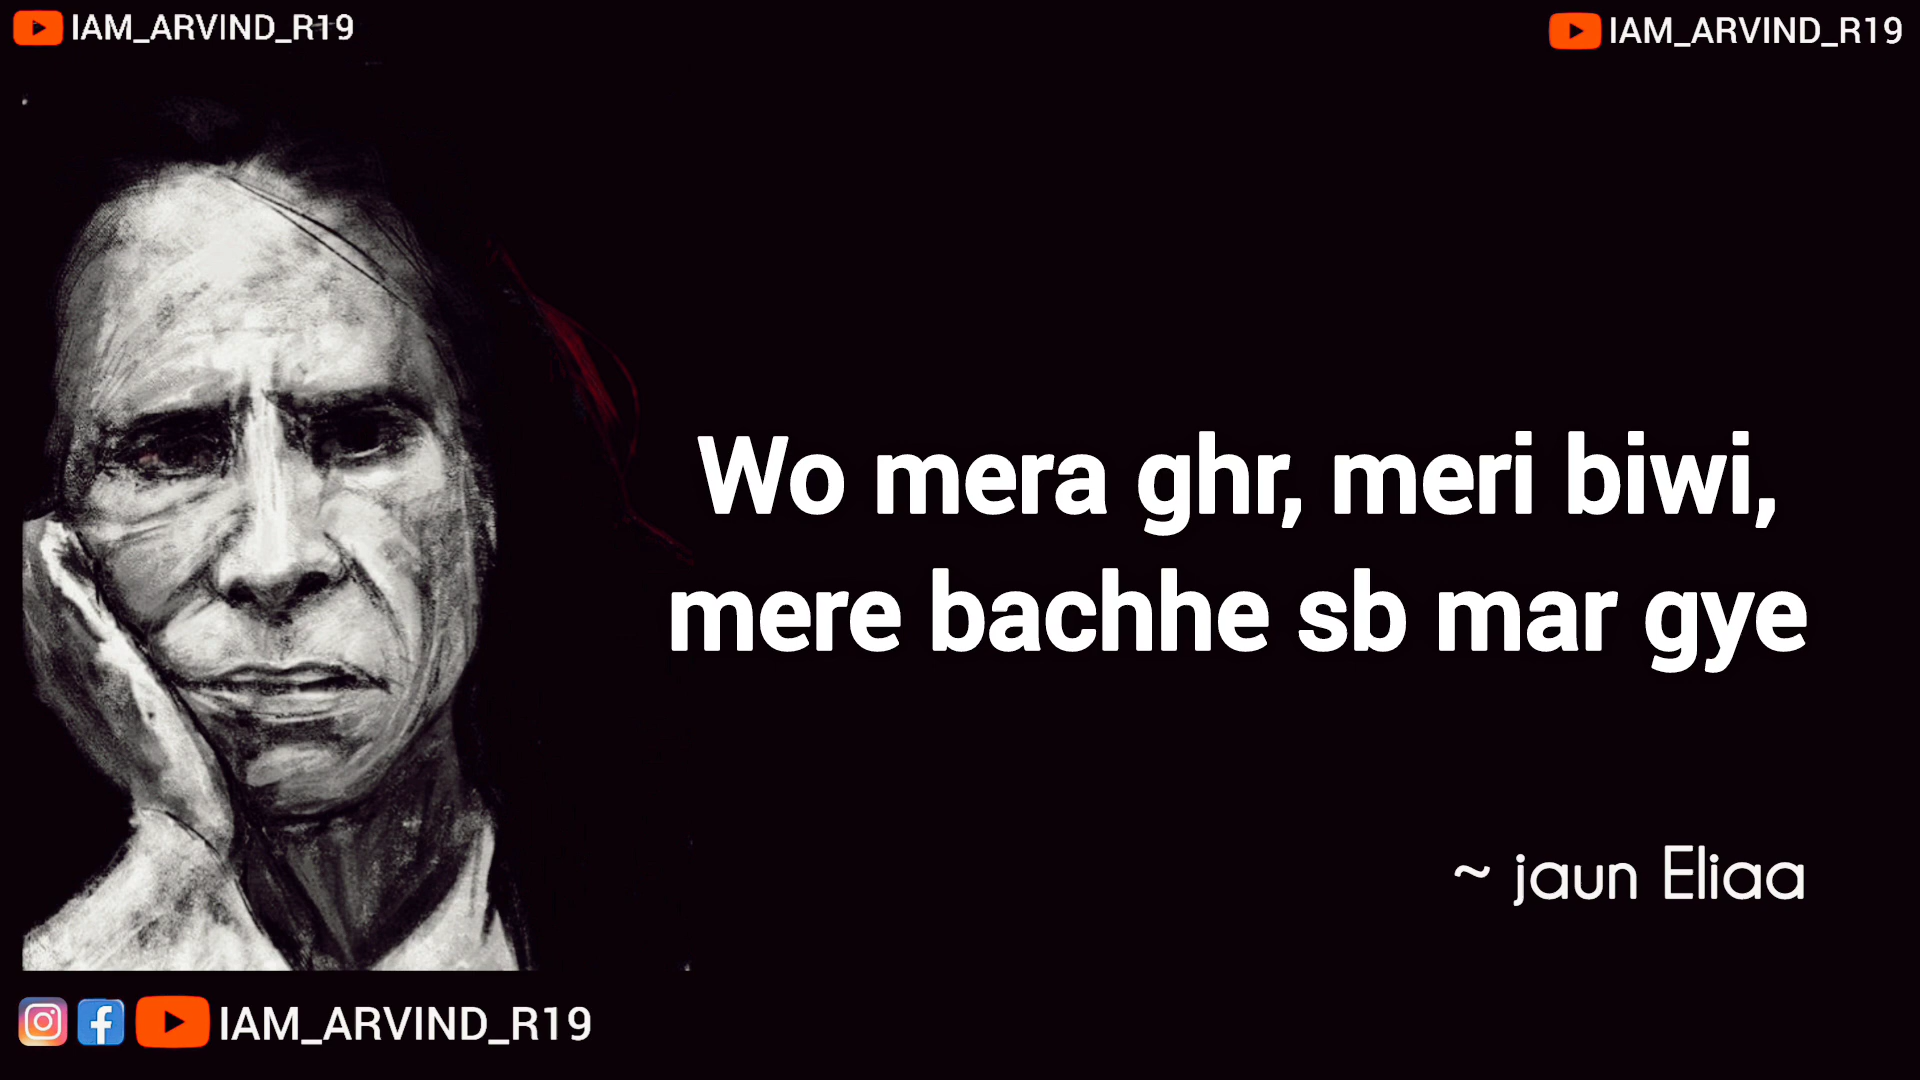 IAM_ARVIND_R19
IAM_ARVIND_R19
Wo mera ghr, meri biwi,
mere bachhe sb mar gye
~ jaun Eliaa
IAM_ARVIND_R19